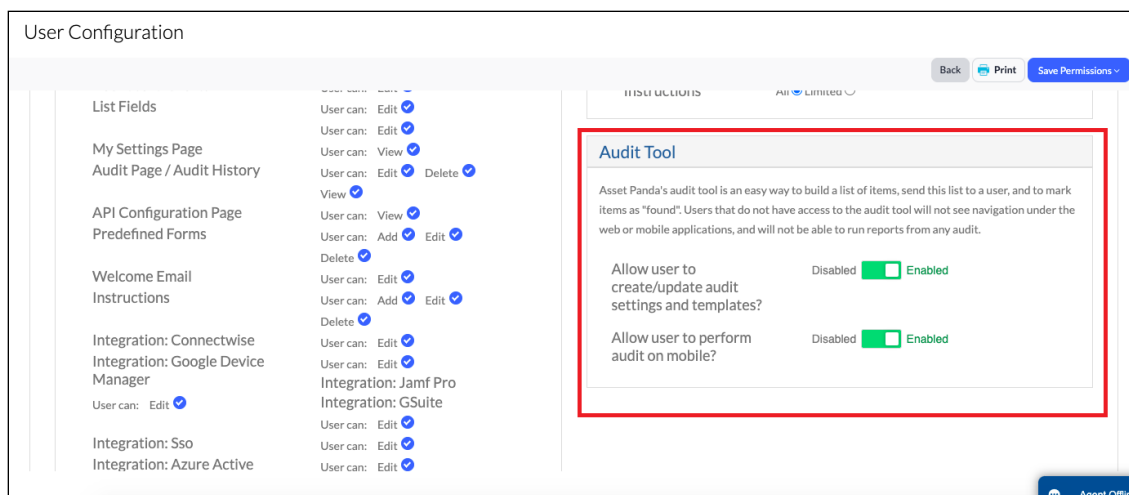 User Configuration
Back Print Save Permissions
List Fields
User can: Edit
User can: Edit
My Settings Page
User can: View
Audit Page / Audit History
User can: Edit Delete
View
API Configuration Page
User can: View
Predefined Forms
User can: Add Edit
Delete
Welcome Email
User can: Edit
Instructions
User can: Add Edit
Delete
Integration: Connectwise
User can: Edit
Integration: Google Device
Manager
User can: Edit
Integration: Jamf Pro
Integration: GSuite
User can: Edit
User can: Edit
Integration: Sso
User can: Edit
Integration: Azure Active
User can: Edit
Instructions All Limited
Audit Tool
Asset Panda's audit tool is an easy way to build a list of items, send this list to a user, and to mark
items as "found". Users that do not have access to the audit tool will not see navigation under the
web or mobile applications, and will not be able to run reports from any audit.
Allow user to
create/update audit
settings and templates?
Disabled Enabled
Allow user to perform
audit on mobile?
Disabled Enabled